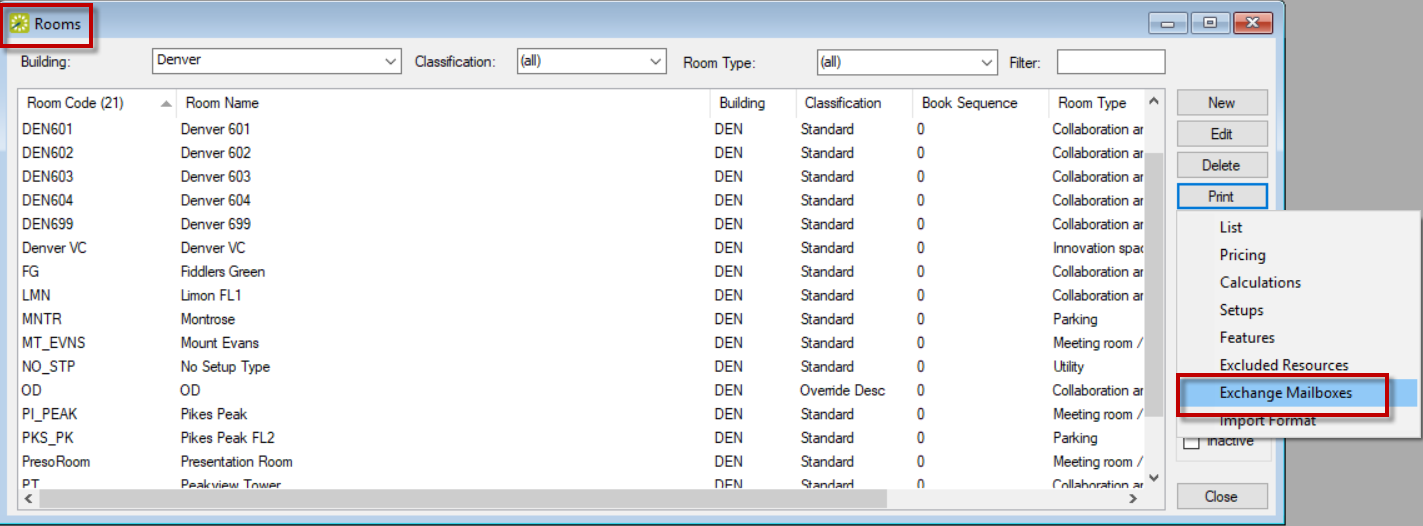 Rooms
Building: Denver Classification: (all) Room Type: (all) Filter:
Room Code (21) Room Name Building Classification Book Sequence Room Type New
DEN601 Denver 601 DEN Standard 0 Collaboration ar
Edit
DEN602 Denver 602 DEN Standard 0 Collaboration ar
Delete
DEN603 Denver 603 DEN Standard 0 Collaboration ar
Print
DEN604 Denver 604 DEN Standard 0 Collaboration ar
DEN699 Denver 699 DEN Standard 0 Collaboration ar List
Denver VC Denver VC DEN Standard 0 Innovation spac Pricing
FG Fiddlers Green DEN Standard 0 Collaboration ar Calculations
LMN Limon FL1 DEN Standard 0 Collaboration ar
Setups
MNTR Montrose DEN Standard 0 Parking
Features
MT_EVNS Mount Evans DEN Standard 0 Meeting room /
NO_STP No Setup Type DEN Standard 0 Utility Excluded Resources
OD OD DEN Override Desc 0 Collaboration ar Exchange Mailboxes
PI_PEAK Pikes Peak DEN Standard 0 Meeting room / Import Format
PKS_PK Pikes Peak FL2 DEN Standard 0 Parking Inactive
PresoRoom Presentation Room DEN Standard 0 Meeting room /
PT Peakview Tower DEN Standard 0 Collaboration ar
Close